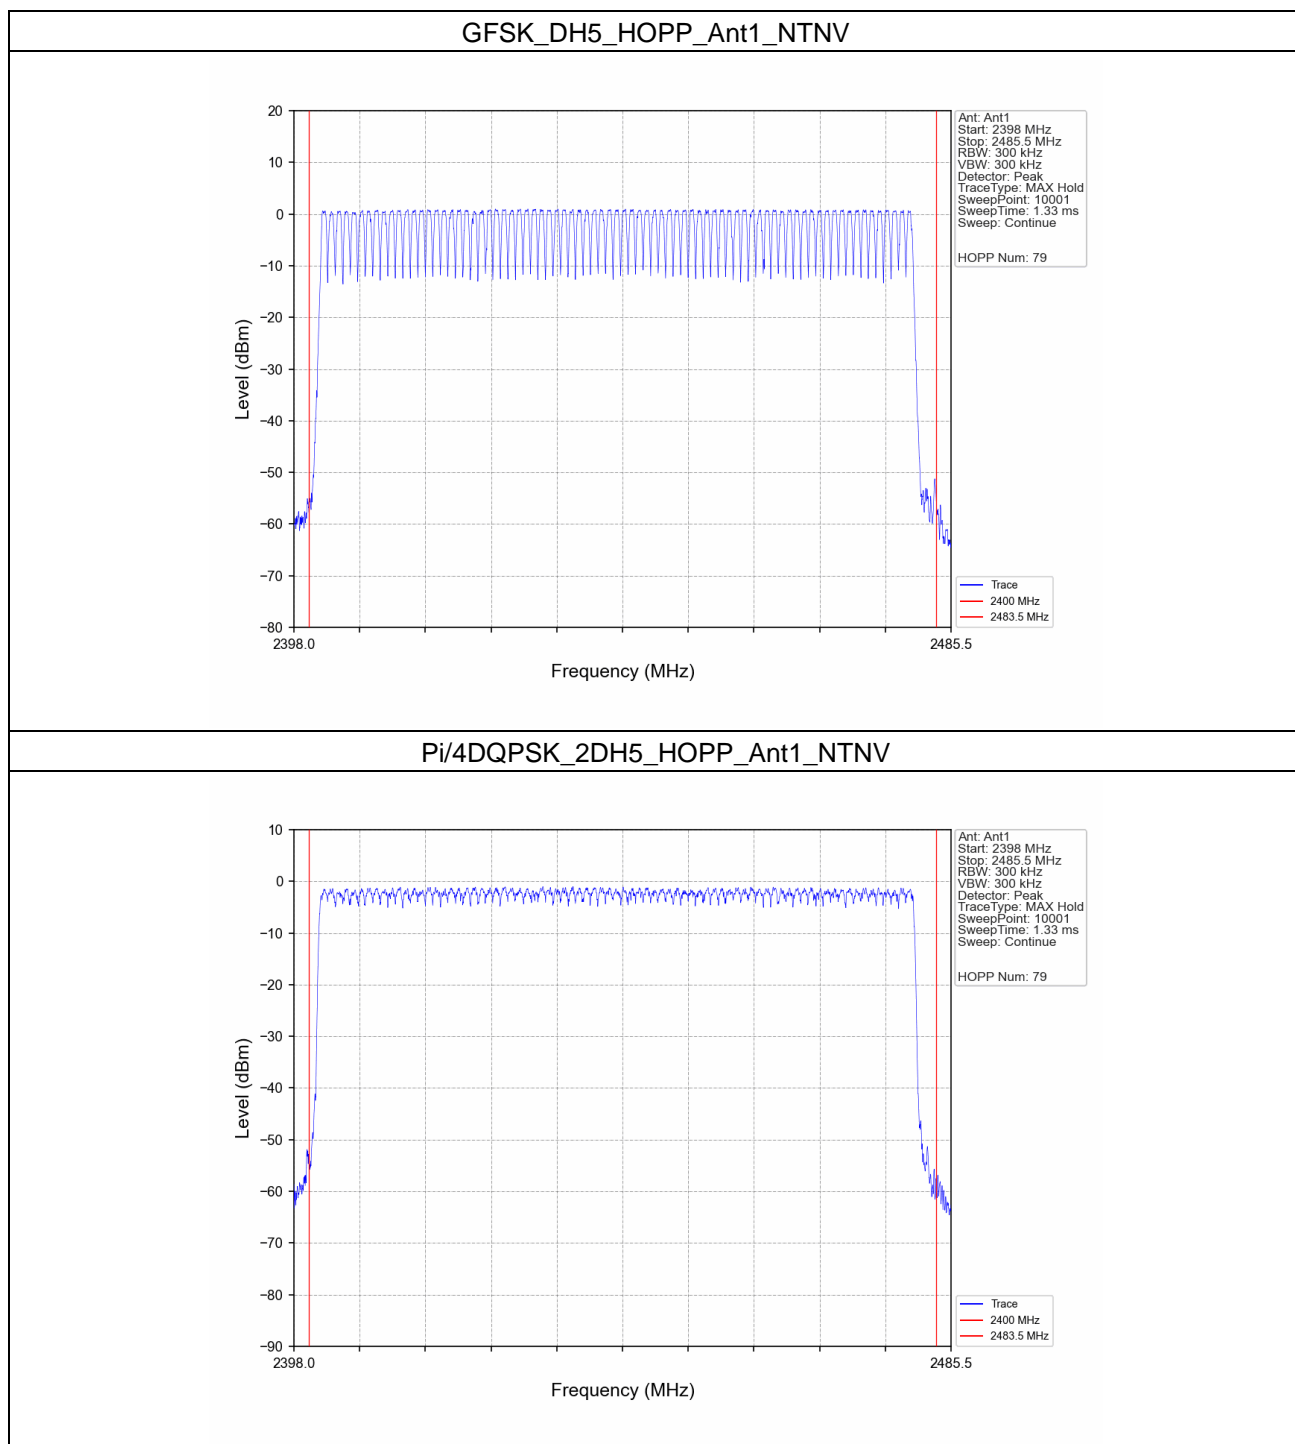 GFSK_DH5_HOPP_Ant1_NTNV
20
10
0
−10
−20
−30
−40
−50
−60
−70
−80
Level (dBm)
2398.0
2485.5
Frequency (MHz)
Ant: Ant1
Start: 2398 MHz
Stop: 2485.5 MHz
RBW: 300 kHz
VBW: 300 kHz
Detector: Peak
TraceType: MAX Hold
SweepPoint: 10001
SweepTime: 1.33 ms
Sweep: Continue
HOPP Num: 79
Trace
2400 MHz
2483.5 MHz
Pi/4DQPSK_2DH5_HOPP_Ant1_NTNV
10
0
−10
−20
−30
−40
−50
−60
−70
−80
−90
Level (dBm)
2398.0
2485.5
Frequency (MHz)
Ant: Ant1
Start: 2398 MHz
Stop: 2485.5 MHz
RBW: 300 kHz
VBW: 300 kHz
Detector: Peak
TraceType: MAX Hold
SweepPoint: 10001
SweepTime: 1.33 ms
Sweep: Continue
HOPP Num: 79
Trace
2400 MHz
2483.5 MHz